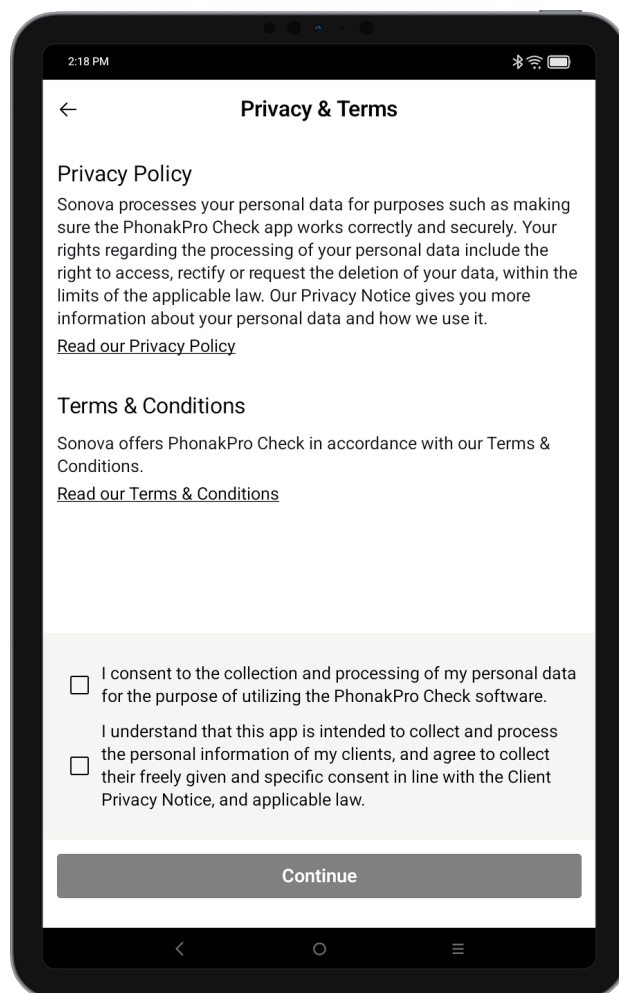 2:18 PM
Privacy & Terms
Privacy Policy
Sonova processes your personal data for purposes such as making
sure the PhonakPro Check app works correctly and securely. Your
rights regarding the processing of your personal data include the
right to access, rectify or request the deletion of your data, within the
limits of the applicable law. Our Privacy Notice gives you more
information about your personal data and how we use it.
Read our Privacy Policy
Terms & Conditions
Sonova offers PhonakPro Check in accordance with our Terms &
Conditions.
Read our Terms & Conditions
I consent to the collection and processing of my personal data
for the purpose of utilizing the PhonakPro Check software.
I understand that this app is intended to collect and process
the personal information of my clients, and agree to collect
their freely given and specific consent in line with the Client
Privacy Notice, and applicable law.
Continue